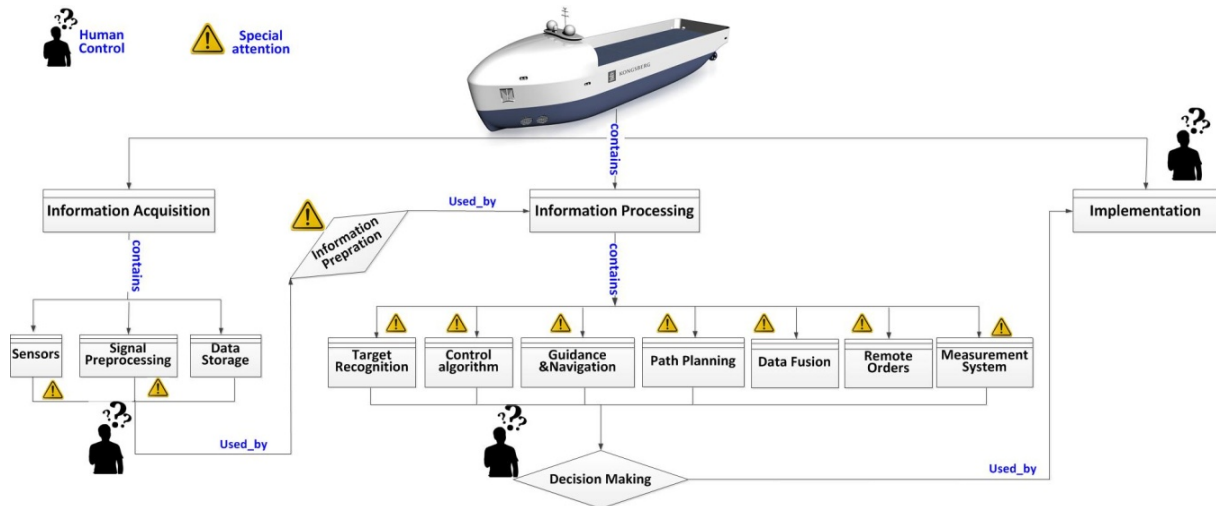 Human
Control
Special
attention
KONGSBERG
contains
Information Acquisition
Used_by
Information Processing
Implementation
Information
Prepration
contains
contains
Sensors
Signal
Preprocessing
Data
Storage
Target
Recognition
Control
algorithm
Guidance
&Navigation
Path Planning
Data Fusion
Remote
Orders
Measurement
System
Used_by
Decision Making
Used_by